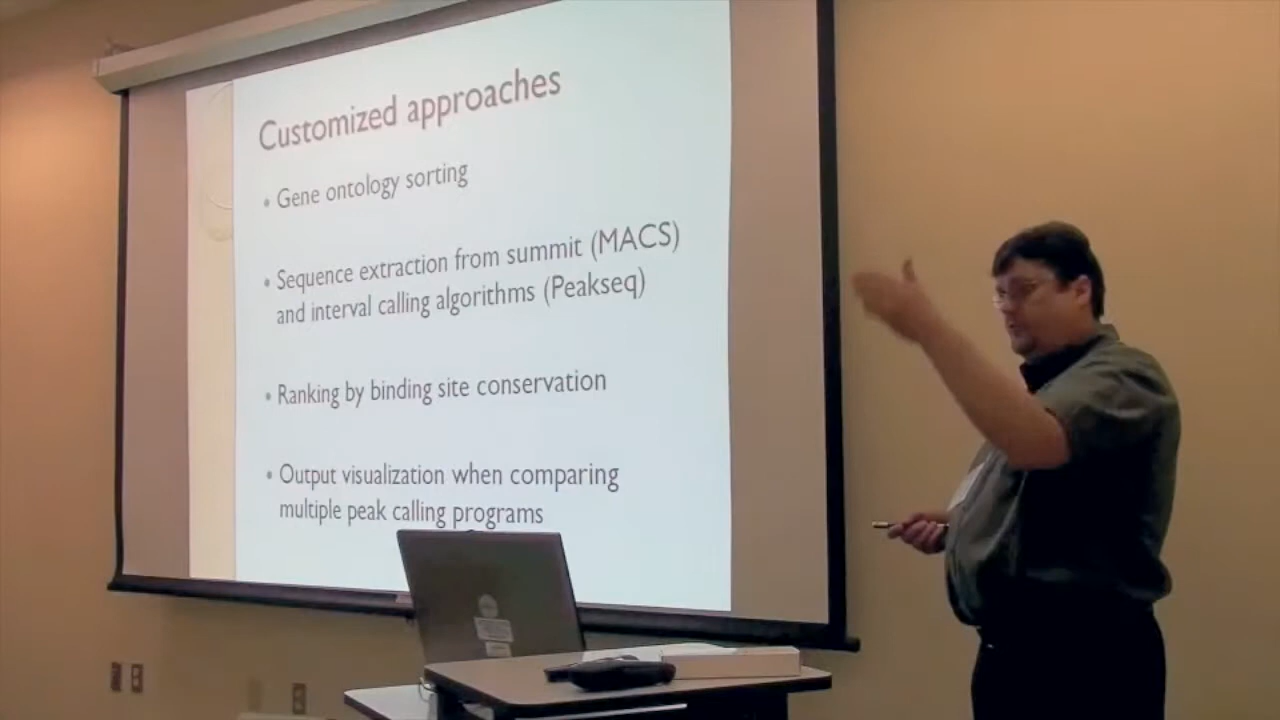 Customized approaches
• Gene ontology sorting
• Sequence extraction from summit (MACS)
and interval calling algorithms (Peakseq)
• Ranking by binding site conservation
• Output visualization when comparing
multiple peak calling programs